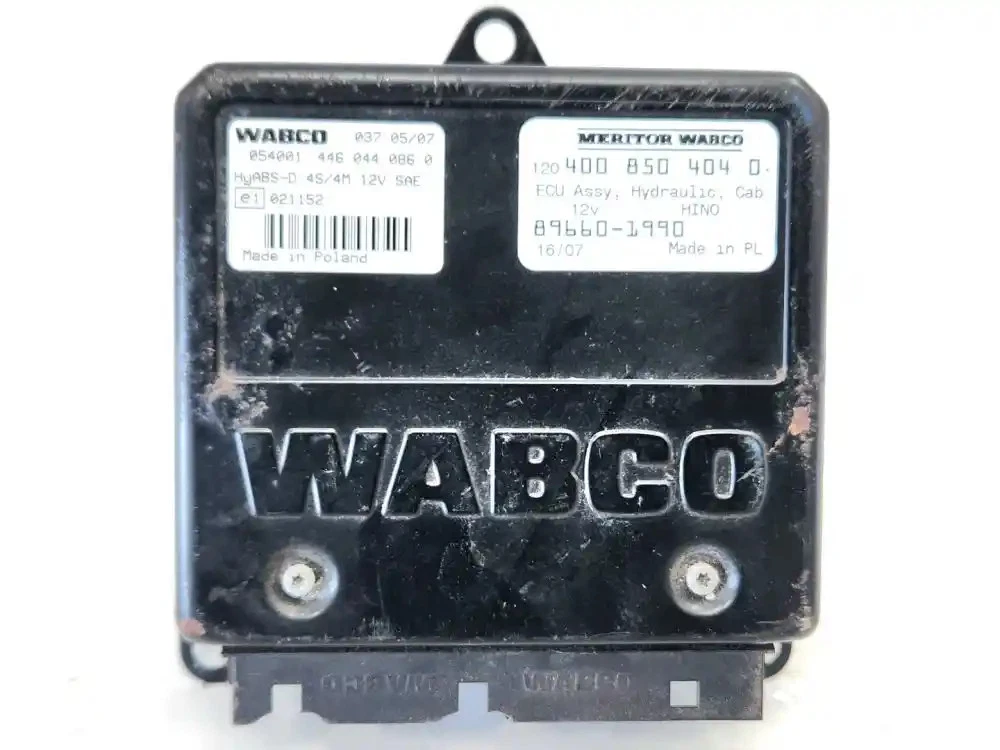 WABCO 037 05/07
054001 446 044 086 0
HyABS-D 4S/4M 12V SAE
e1 021152
Made in Poland
MERITOR WABCO
120 400 850 404 0
ECU Assy, Hydraulic, Cab
12v HINO
89660-1990
16/07 Made in PL
WABCO
WABCO